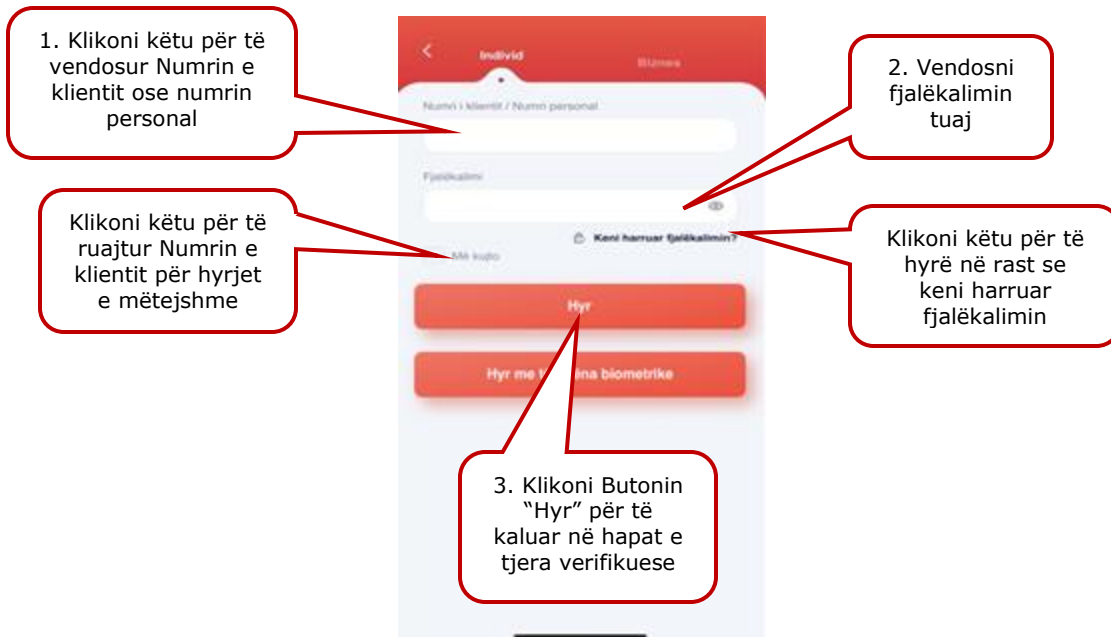 1. Klikoni këtu për të
vendosur Numrin e
klientit ose numrin
personal
Individ
Biznes
2. Vendosni
fjalëkalimin
tuaj
Numri i klientit / Numri personal
Fjalëkalimi
Klikoni këtu për të
ruajtur Numrin e
klientit për hyrjet
e mëtejshme
Keni harruar fjalëkalimin?
Më kujto
Klikoni këtu për të
hyrë në rast se
keni harruar
fjalëkalimin
Hyr
Hyr me biometrike
3. Klikoni Butonin
“Hyr” për të
kaluar në hapat e
tjera verifikuese